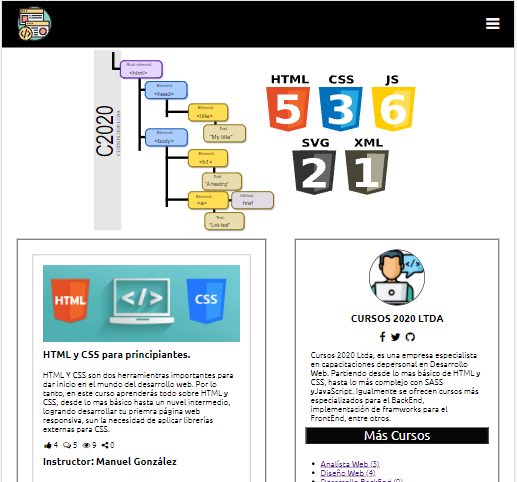 C2020
CURSOS 2020 LTDA
Root element
<html>
Element
<head>
Element
<title>
Text
"My title"
Element
<body>
Element
<h1>
Text
"A heading"
Element
<a>
Attribute
href
Text
"Link text"
HTML CSS JS
5 3 6
SVG XML
2 1
HTML </> CSS
HTML y CSS para principiantes.
HTML Y CSS son dos herramientras importantes para
dar inicio en el mundo del desarrollo web. Por lo
tanto, en este curso aprenderás todo sobre HTML y
CSS, desde lo mas básico hasta un nuvel intermedio,
logrando desarrollar tu priemra página web
responsiva, sun la necesidad de aplicar librerías
externas para CSS.
4 5 9 0
Instructor: Manuel González
</>
CURSOS 2020 LTDA
Cursos 2020 Ltda, es una empresa especialista
en capacitaciones depersonal en Desarrollo
Web. Partiendo desde lo mas básico de HTML y
CSS, hasta lo más complejo con SASS
yJavaScript. Igualmente se ofrecen cursos más
especializados para el BackEnd,
implementación de Framworks para el
FrontEnd, entre otros.
Más Cursos
Analista Web (3)
Diseño Web (4)
Desarrollo BackEnd (0)